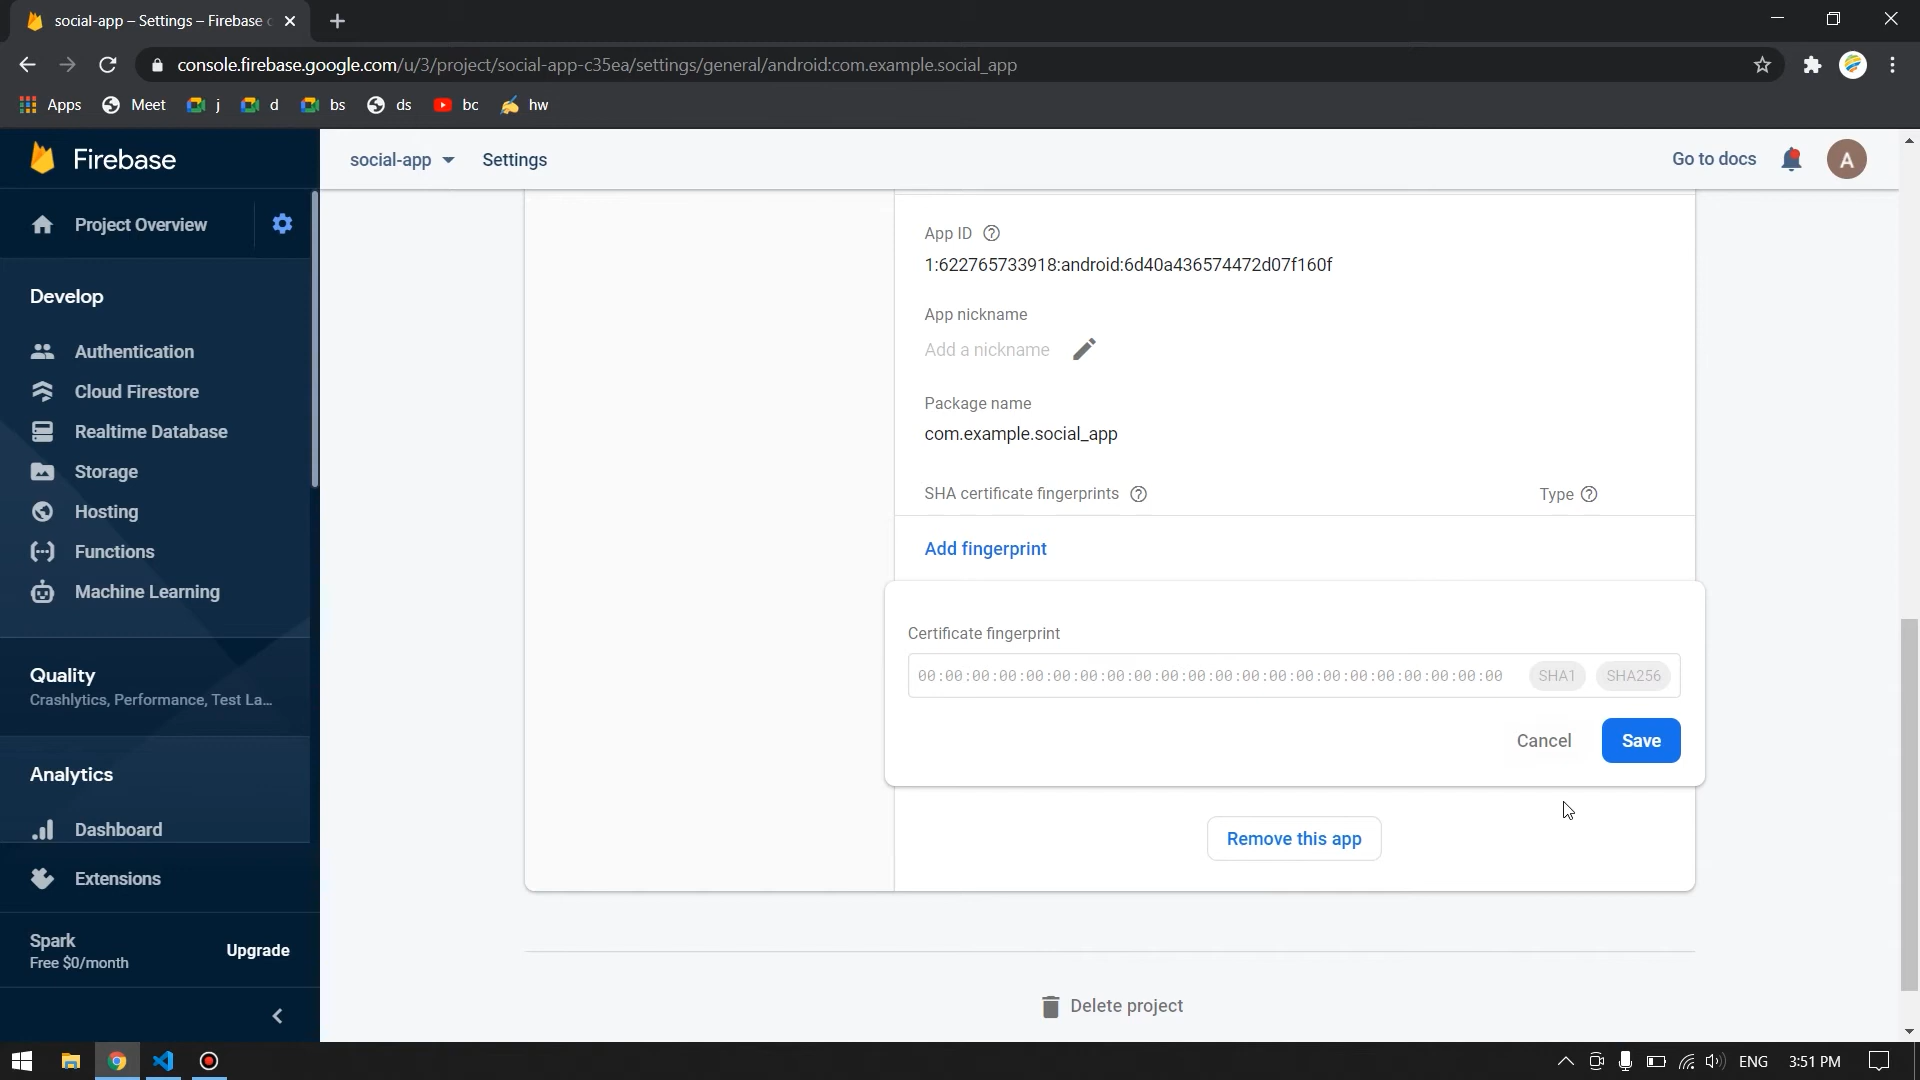 social-app – Settings – Firebase c
console.firebase.google.com/u/3/project/social-app-c35ea/settings/general/android:com.example.social_app
Apps Meet j d bs ds bc hw
Firebase
social-app Settings Go to docs A
Project Overview
Develop
Authentication
Cloud Firestore
Realtime Database
Storage
Hosting
Functions
Machine Learning
Quality
Crashlytics, Performance, Test La...
Analytics
Dashboard
Extensions
Spark
Free $0/month
Upgrade
App ID
1:622765733918:android:6d40a436574472d07f160f
App nickname
Add a nickname
Package name
com.example.social_app
SHA certificate fingerprints Type
Add fingerprint
Certificate fingerprint
00:00:00:00:00:00:00:00:00:00:00:00:00:00:00:00:00:00:00:00:00:00 SHA1 SHA256
Cancel Save
Remove this app
Delete project
ENG 3:51 PM